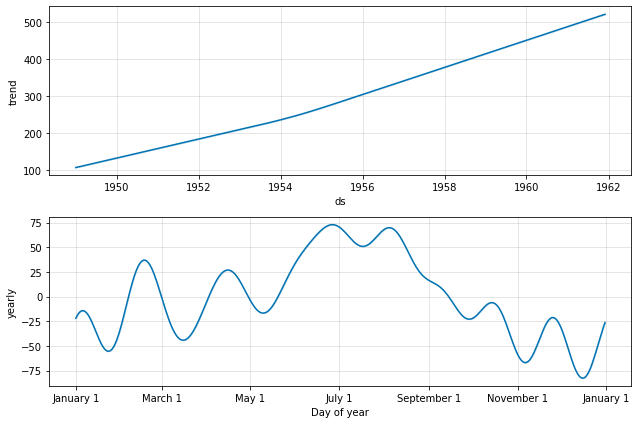 500
400
300
200
100
trend
1950 1952 1954 1956 1958 1960 1962
ds
75
50
25
0
−25
−50
−75
yearly
January 1 March 1 May 1 July 1 September 1 November 1 January 1
Day of year